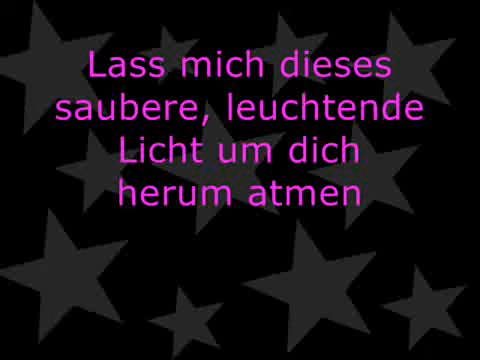 Lass mich dieses
saubere, leuchtende
Licht um dich
herum atmen